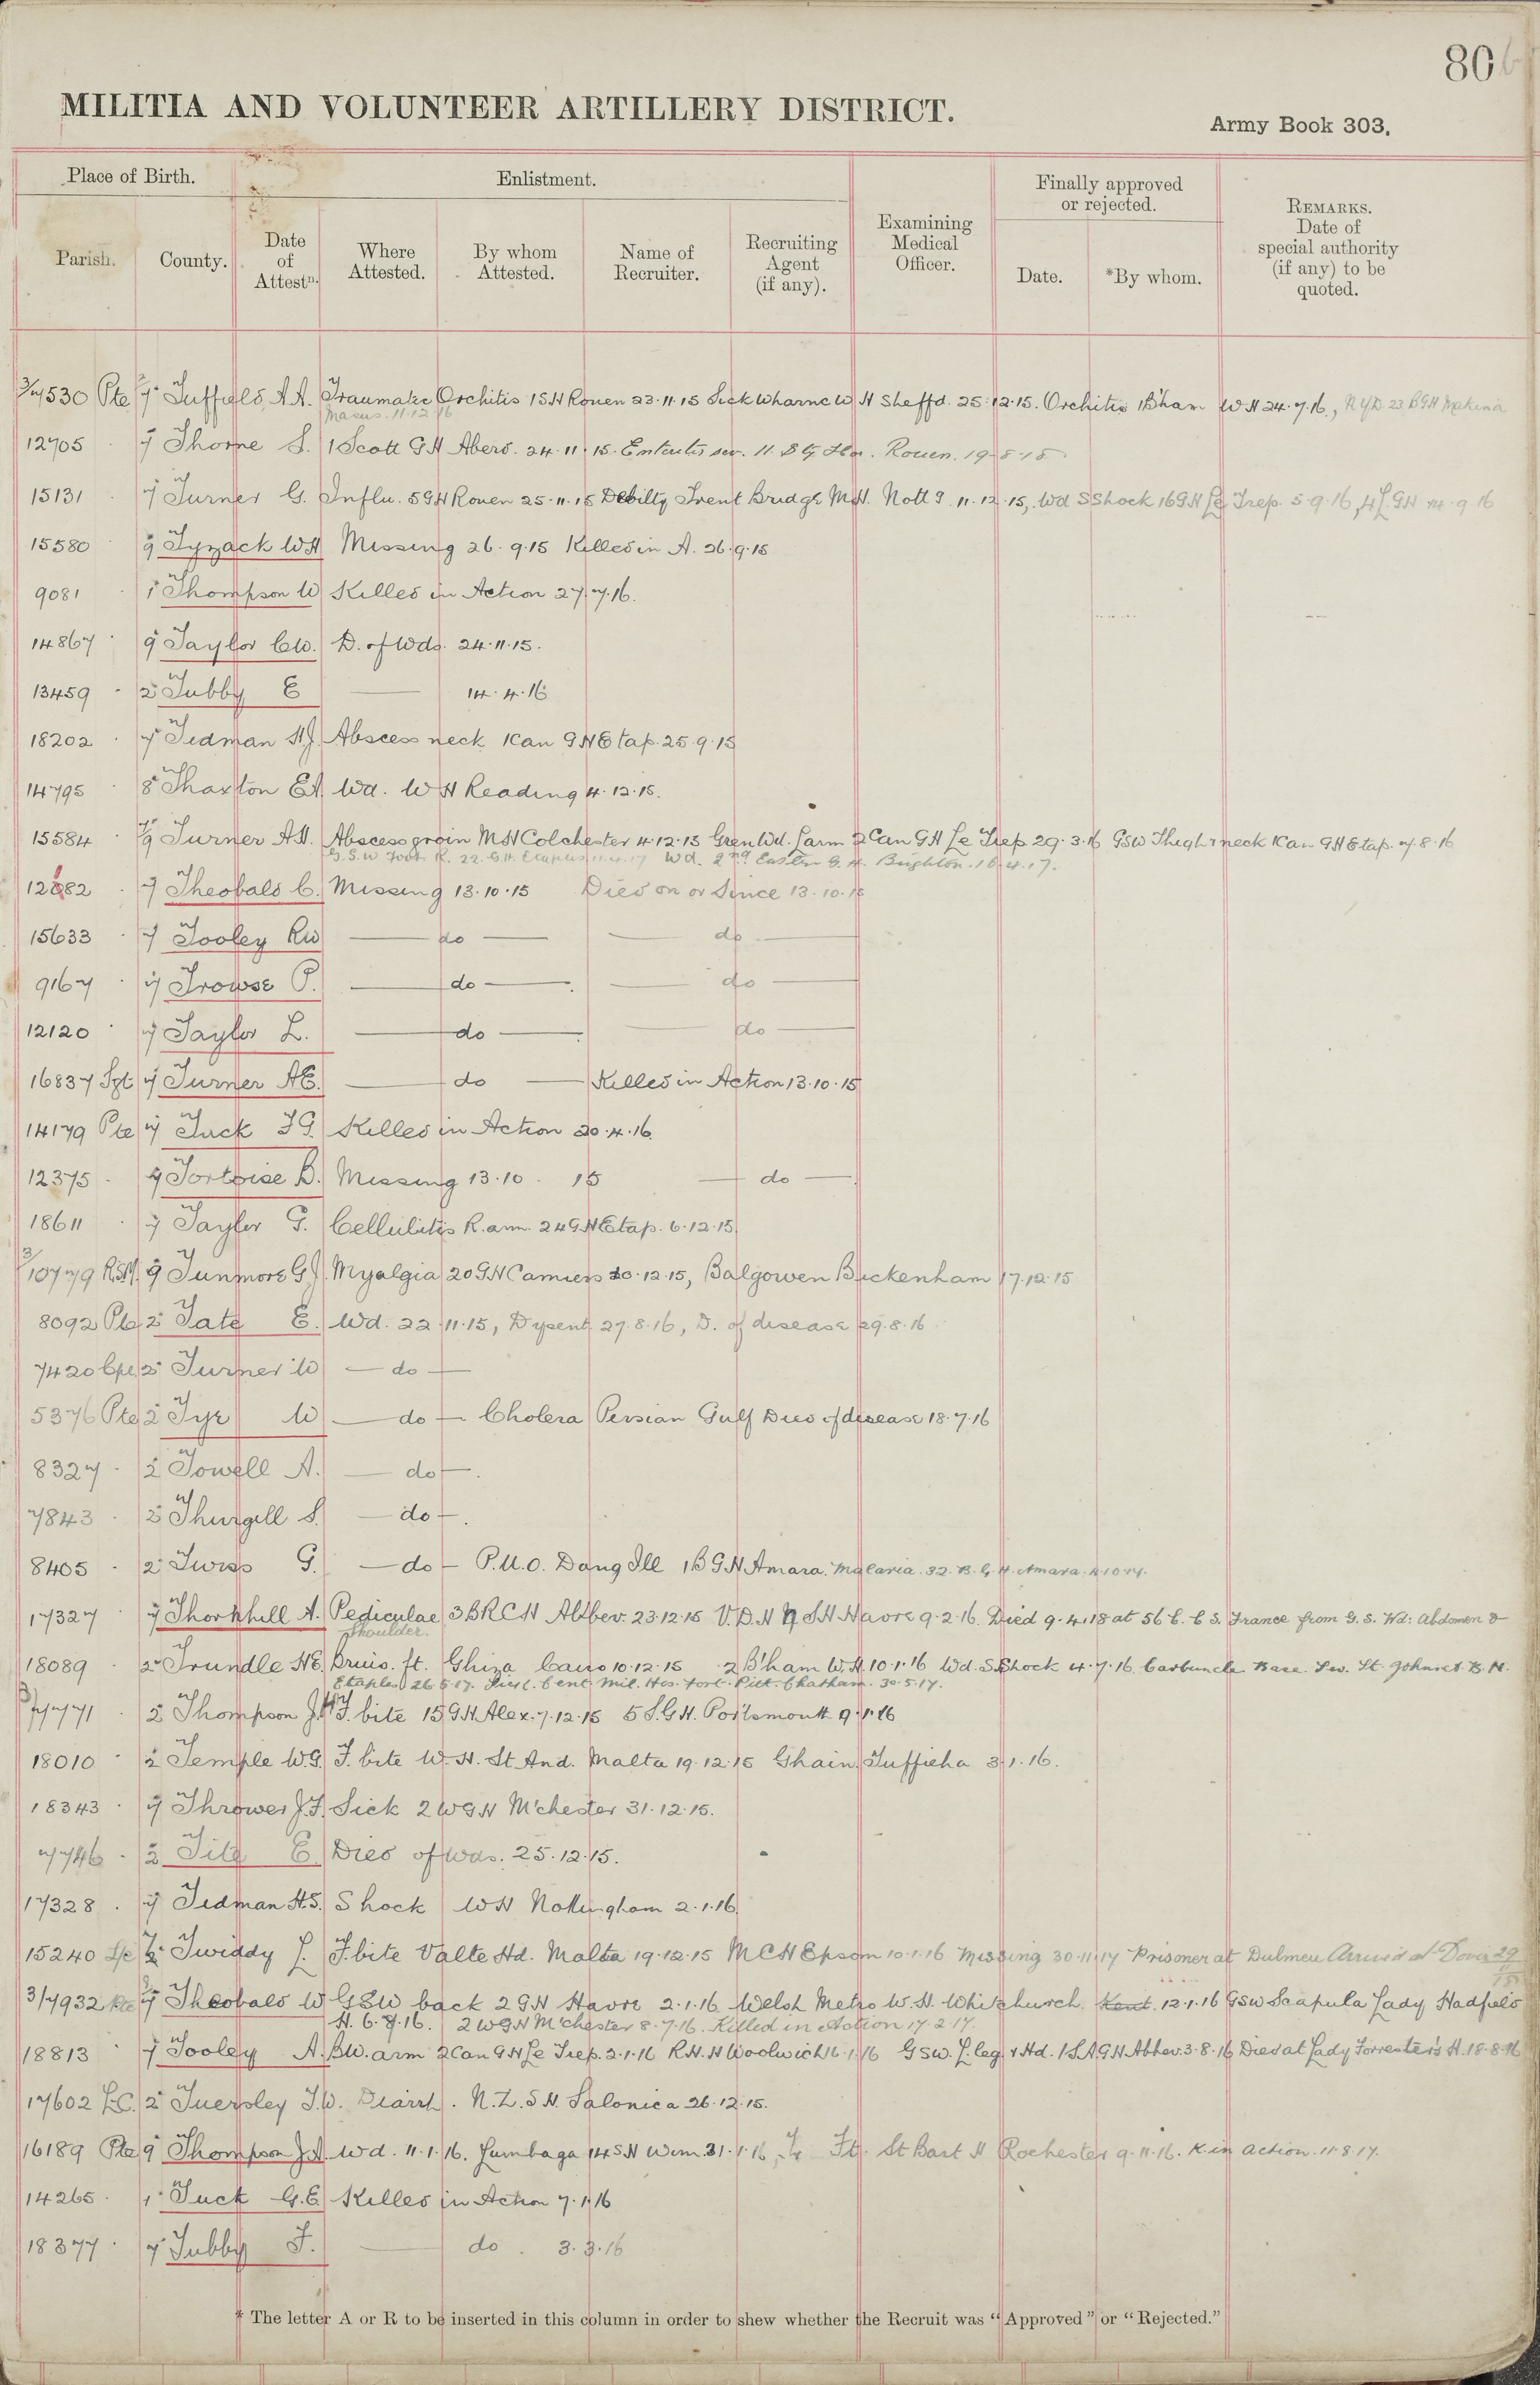 80
MILITIA AND VOLUNTEER ARTILLERY DISTRICT.
Army Book 303.
Place of Birth.
Enlistment.
Finally approved or rejected.
Parish.
County.
Date of Attestn.
Where Attested.
By whom Attested.
Name of Recruiter.
Recruiting Agent (if any).
Examining Medical Officer.
Date.
*By whom.
REMARKS. Date of special authority (if any) to be quoted.
3/4530 Pte 7 Tuffield A A. Traumatic Orchitis 1 S H Rouen 23.11.15 Sick Wharne W H Sheffd. 25.12.15. Orchitis 1 B'ham W H 24.7.16., N Y D. 23 B G H
Masus. 11.12.16
12705 7 Thorne S. 1 Scott G H Aberd. 24.11.15. Enteritis sev. 11. Sty Hos. Rouen. 19.8.18
15131 7 Turner G. Influ. 5 G H Rouen 25.11.15 Debilty Trent Bridge M H. Nott 9.11.12.15,. Wd S Shock 16 G H Le Trep. 5.9.16, 4 L. G H 14.9.16
15580 9 Tyzack W H Missing 26.9.15 Killed in A. 26.9.15
9081 1 Thompson W Killed in Action 27.7.16.
14867 9 Taylor C W. D. of Wds. 24.11.15.
13459 2 Tubby E 14.4.16
18202 7 Tedman H J. Abscess neck 1 Can G H Etap. 25.9.15
14795 8 Thaxton E A. Wd. W H Reading 4.12.15.
15584 7/9 Turner A H. Abscess groin M H Colchester 4.12.15 Gren Wd. L arm 2 Can G H Le Trep 29.3.16 GSW Thigh & neck 1 Can G H Etap. 7.8.16
G.S.W Foot R. 22. G.H. Etaples 11.4.17 Wd. 2nd Eastern G. H. Brighton. 16.4.17.
12682 7 Theobald C. Missing 13.10.15 Died on or Since 13.10.15
15633 7 Tooley R W do do
9167 7 Trowse P. do do
12120 7 Taylor L. do do
16837 Sgt 7 Turner A E. do Killed in Action 13.10.15
14179 Pte 7 Tuck F G. Killed in Action 20.4.16.
12375 7 Tortoise B. Missing 13.10.15 do
18611 7 Taylor G. Cellulitis R. arm. 24 G H Etap. 6.12.15.
3/10779 R.S.M. 9 Tunmore G J. Myalgia 20 G H Camiers 10.12.15, Balgowen Beckenham 17.12.15
8092 Pte 2 Tate E. Wd. 22.11.15, Dysent 27.8.16, D. of disease 29.8.16
7420 Cpl 2 Turner W do
5376 Pte 2 Tye W do Cholera Persian Gulf Died of disease 18.7.16
8327 2 Towell A. do
7843 2 Thurgell S. do
8405 2 Twiss G. do P.U.O. Dang Ill 1 B G H Amara. Malaria. 32. B. G. H. Amara. 4.10.17.
17327 7 Thornhill A. Pediculae 3 B R C H Abbev. 23.12.15 V. D. N 9 S H Havre 9.2.16. Died 9.4.18 at 56 C. C S. France from G. S. Wd: Abdomen &
Shoulder.
18089 2 Trundle H E. Bruis. ft. Ghiza Cairo 10.12.15 2 B'ham W. H. 10.1.16 Wd. S Shock 4.7.16. Carbuncle Base. Sev. St. Johns B. H.
Etaples 26.5.17. Cent. Mil. Hos. Fort. Pitt. Chatham. 30.5.17.
3/7771 2 Thompson J H F. bite 15 G H Alex. 7.12.15 5 S. G H. Portsmouth 9.1.16
18010 2 Temple W. G. F. bite W. H. St And. Malta 19.12.15 Ghain Tuffieha 3.1.16.
18343 7 Thrower J. F. Sick 2 W G H M'chester 31.12.15.
7746 2 Tite E. Died of Wds. 25.12.15.
17328 7 Tedman H. S. Shock W H Nottingham 2.1.16.
15240 L/c Twiddy J. F. bite Valte Hd. Malta 19.12.15 M C H Epsom 10.1.16 Missing 30.11.17 Prisoner at Dulmen Arrived at Dover 29
3/7932 Pte 7 Theobald W GSW back 2 G H Havre 2.1.16 Welsh Metro W. H. Whitchurch. Kent. 12.1.16 GSW Scapula Lady Hadfield
H. 6.7.16. 2 W G H M'chester 8.7.16. Killed in Action 17.2.17.
18813 7 Tooley A. B W. arm 2 Can G H Le Trep. 2.1.16 R. H. H Woolwich 16.1.16 GSW. L leg & Hd. 1 S. A G H Abbev. 3.8.16 Died at Lady Forrester's H. 18.8.16
17602 L.C. 2 Tuersley J. W. Diarrh. N. Z. S H. Salonica 26.12.15.
16189 Pte 9 Thompson J A. Wd. 11.1.16. Lumbago 14 S H Wim. 31.1.16, Tr. Ft. St Bart H Rochester 9.11.16. K in action. 11.8.17.
14265 1 Tuck G. E. Killed in Action 7.1.16
18377 7 Tubby F. do 3.3.16
* The letter A or R to be inserted in this column in order to shew whether the Recruit was "Approved" or "Rejected."